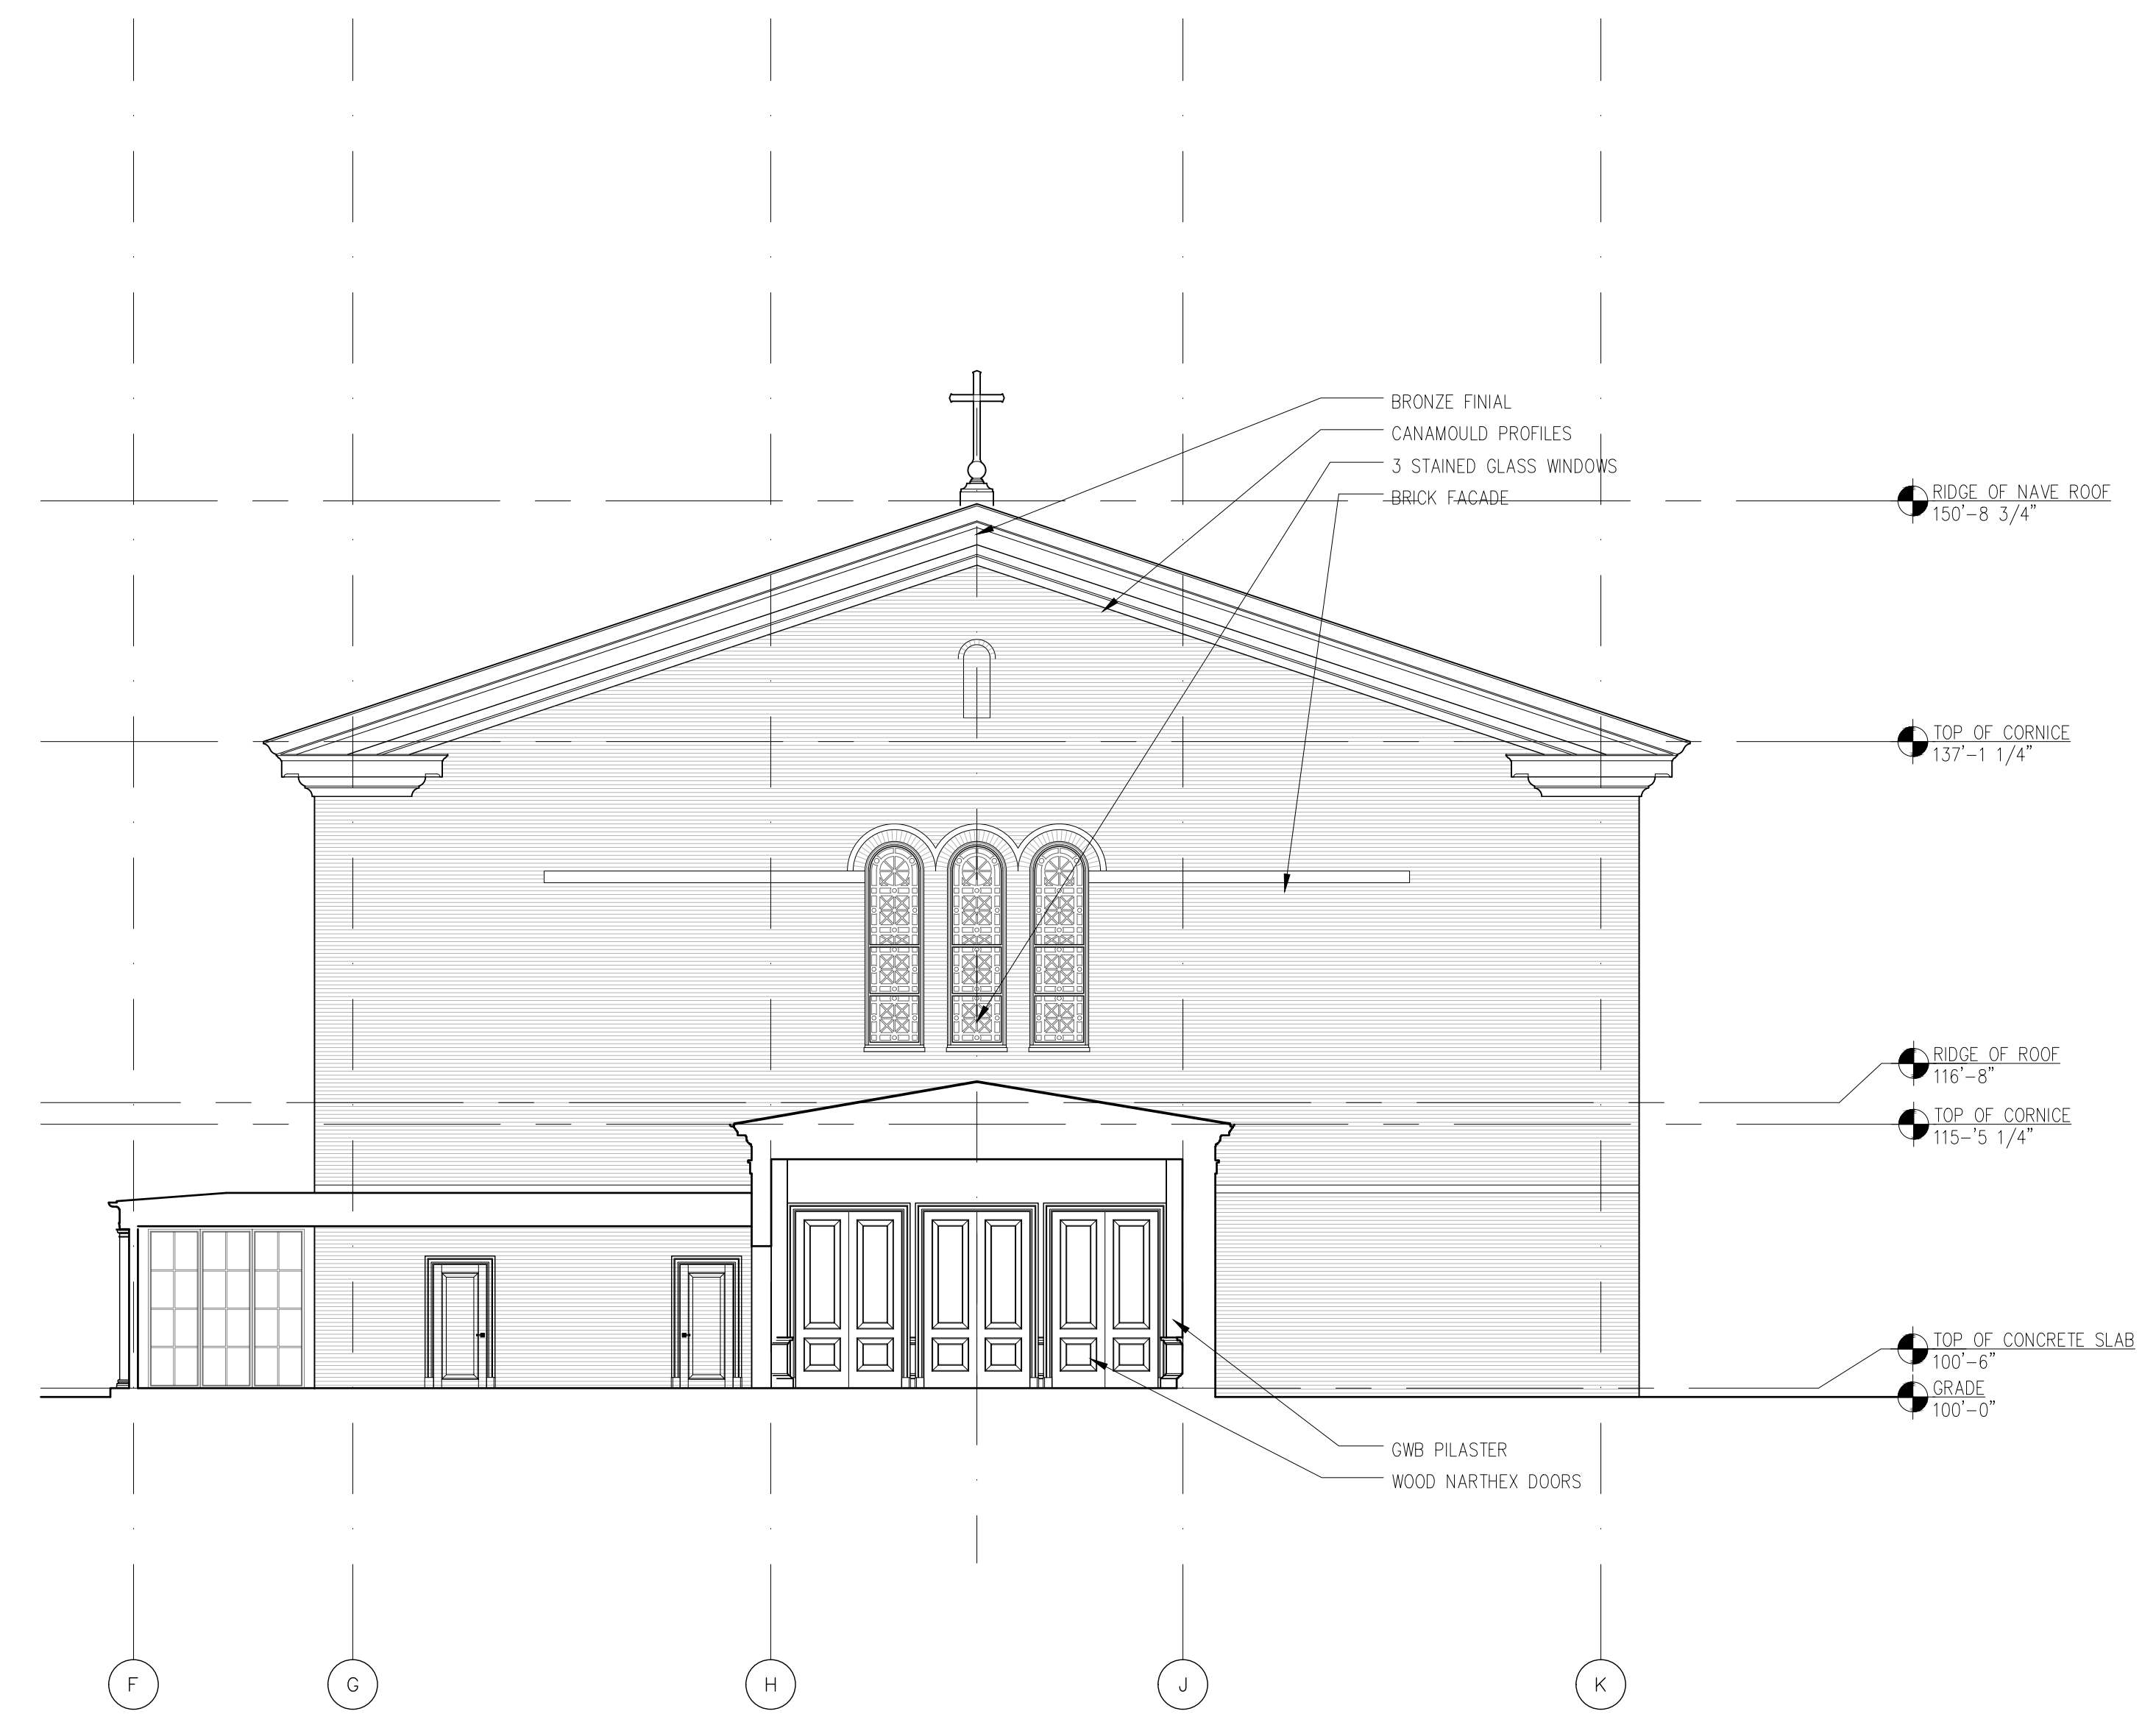 BRONZE FINIAL
CANAMOULD PROFILES
3 STAINED GLASS WINDOWS
BRICK FACADE
RIDGE OF NAVE ROOF
150'-8 3/4"
TOP OF CORNICE
137'-1 1/4"
RIDGE OF ROOF
116'-8"
TOP OF CORNICE
115-'5 1/4"
TOP OF CONCRETE SLAB
100'-6"
GRADE
100'-0"
GWB PILASTER
WOOD NARTHEX DOORS
F G H J K